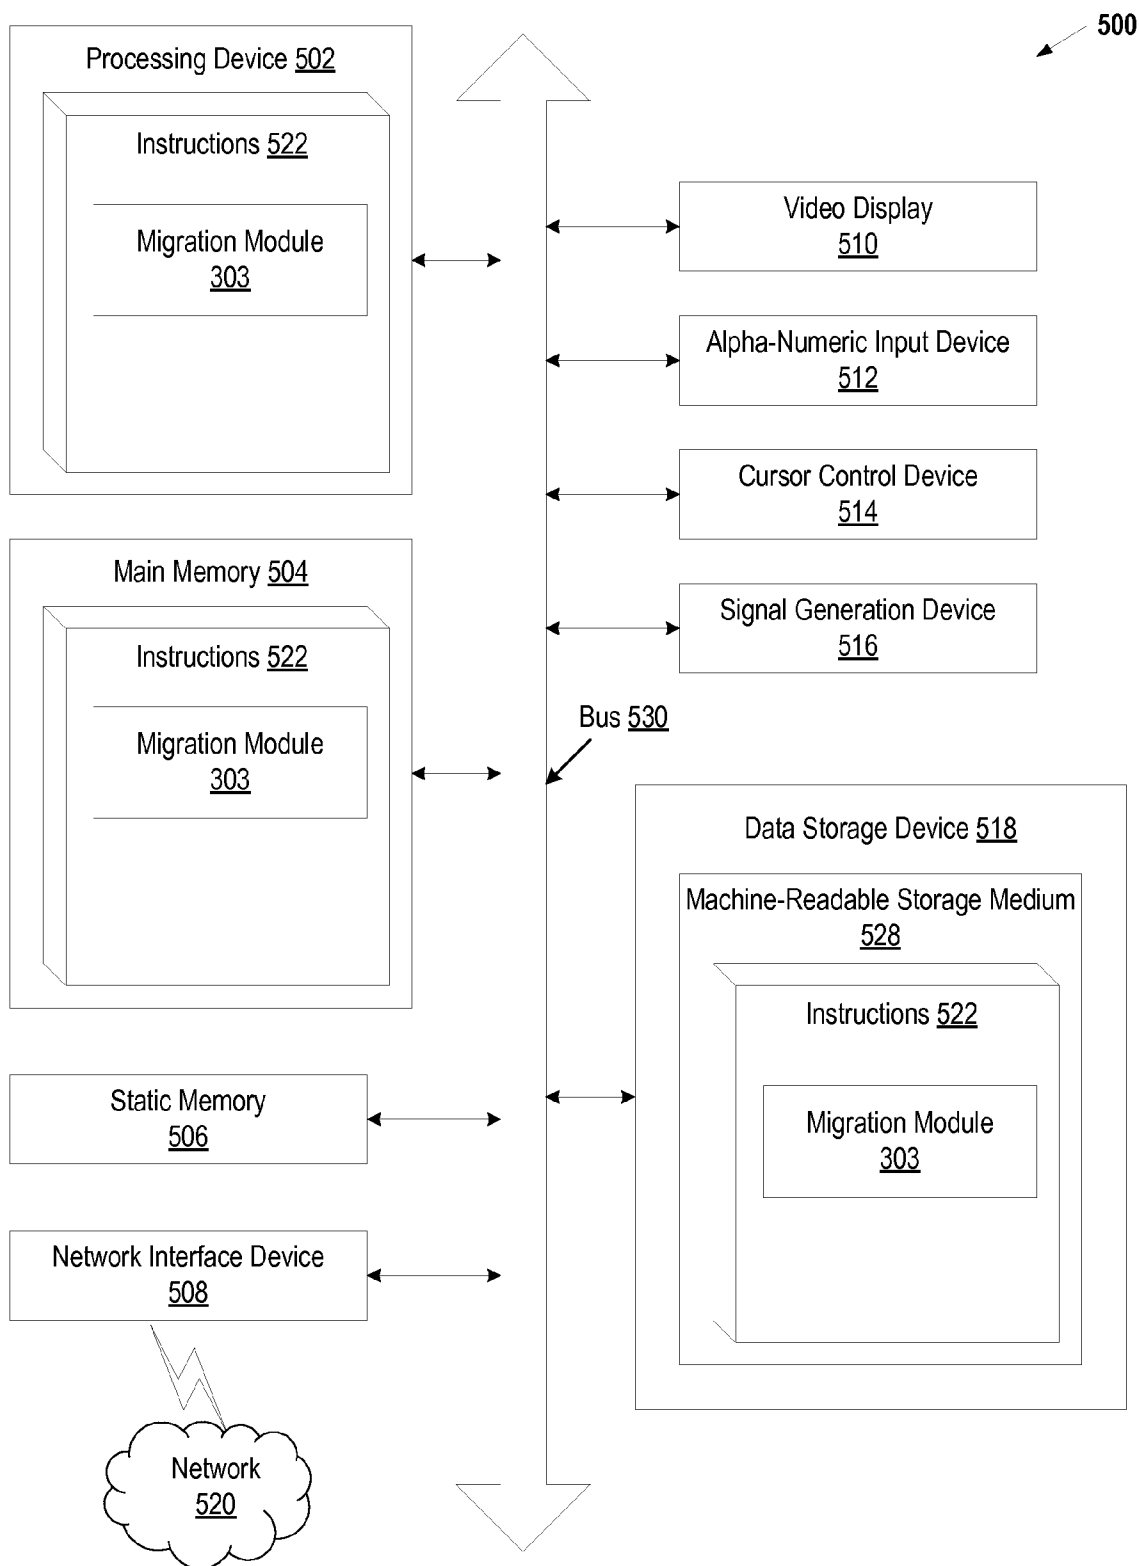 500
Processing Device 502
Instructions 522
Migration Module
303
Video Display
510
Alpha-Numeric Input Device
512
Cursor Control Device
514
Signal Generation Device
516
Main Memory 504
Instructions 522
Migration Module
303
Bus 530
Data Storage Device 518
Machine-Readable Storage Medium
528
Instructions 522
Migration Module
303
Static Memory
506
Network Interface Device
508
Network
520